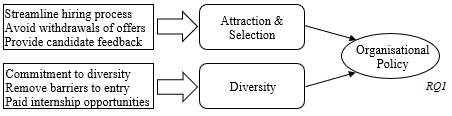 Streamline hiring process
Avoid withdrawals of offers
Provide candidate feedback
Attraction &
Selection
Commitment to diversity
Remove barriers to entry
Paid internship opportunities
Diversity
Organisational
Policy
RQ1